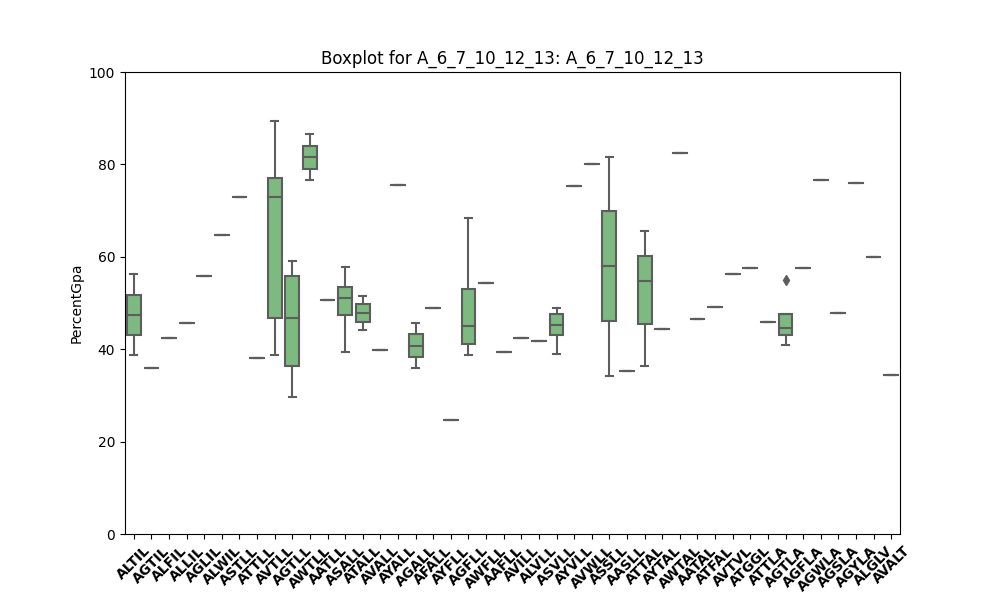 Boxplot for A_6_7_10_12_13: A_6_7_10_12_13
PercentGpa
100
80
60
40
20
0
ALTIL
AGTIL
ALFIL
ALLIL
AGLIL
ALWIL
ASTLL
ATTLL
AVTLL
AGTLL
AWTLL
AATLL
ASALL
ATALL
AVALL
AYALL
AGALL
AFALL
AYFLL
AGFLL
AWFLL
AAFLL
AVILL
ALVLL
ASVLL
AYVLL
AVWLL
ASSLL
AASLL
ATTAL
AYTAL
AWTAL
AATAL
ATFAL
AVTVL
ATGGL
ATTLA
AGTLA
AGFLA
AGWLA
AGSLA
AGYLA
ALGLV
AVALT